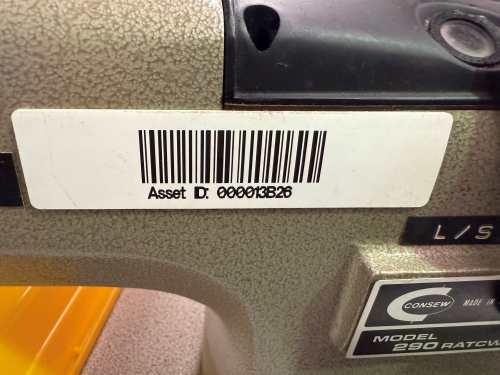 Asset ID: 000013B26
L/S
CONSEW
MADE IN
MODEL
290 RATCW